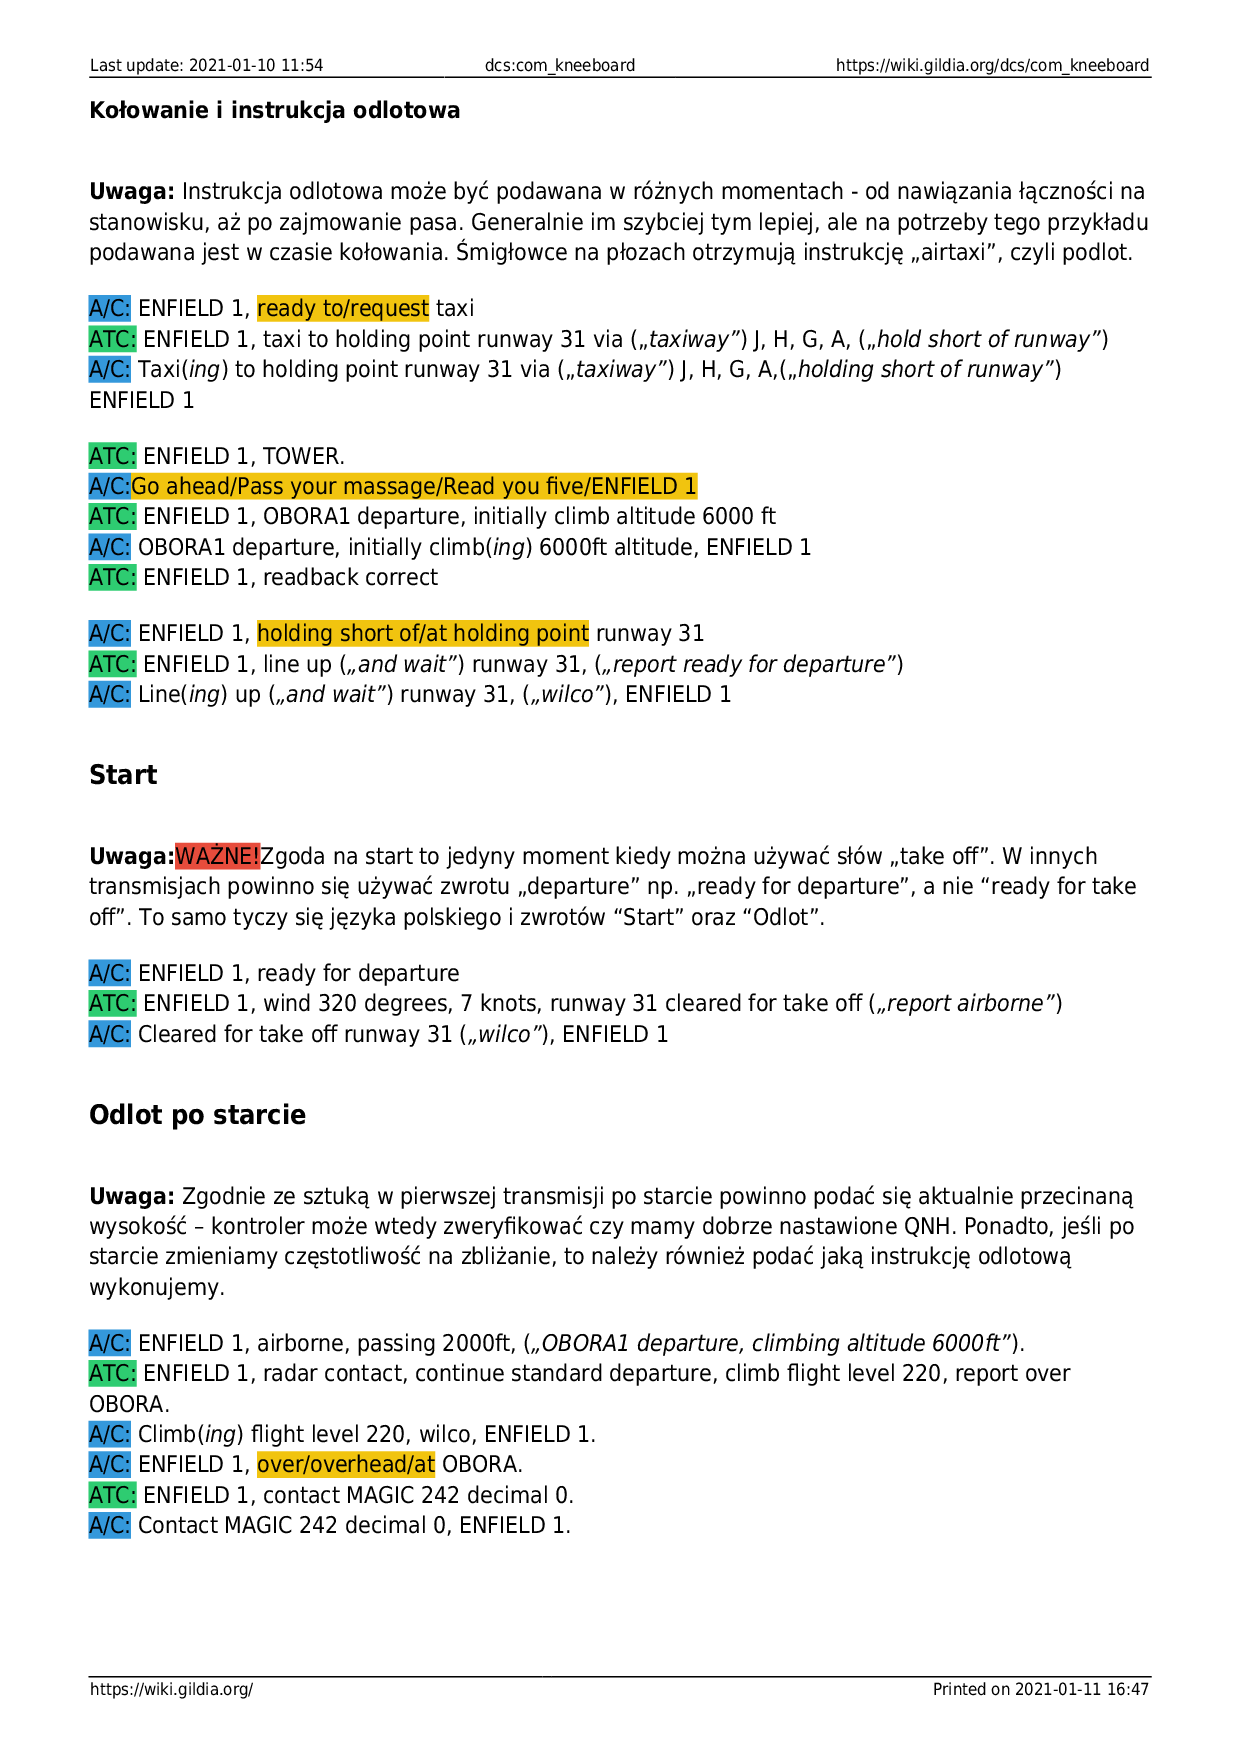 Last update: 2021-01-10 11:54 dcs:com_kneeboard https://wiki.gildia.org/dcs/com_kneeboard
Kołowanie i instrukcja odlotowa
Uwaga: Instrukcja odlotowa może być podawana w różnych momentach - od nawiązania łączności na
stanowisku, aż po zajmowanie pasa. Generalnie im szybciej tym lepiej, ale na potrzeby tego przykładu
podawana jest w czasie kołowania. Śmigłowce na płozach otrzymują instrukcję „airtaxi”, czyli podlot.
A/C: ENFIELD 1, ready to/request taxi
ATC: ENFIELD 1, taxi to holding point runway 31 via („taxiway”) J, H, G, A, („hold short of runway”)
A/C: Taxi(ing) to holding point runway 31 via („taxiway”) J, H, G, A,(„holding short of runway”)
ENFIELD 1
ATC: ENFIELD 1, TOWER.
A/C:Go ahead/Pass your massage/Read you five/ENFIELD 1
ATC: ENFIELD 1, OBORA1 departure, initially climb altitude 6000 ft
A/C: OBORA1 departure, initially climb(ing) 6000ft altitude, ENFIELD 1
ATC: ENFIELD 1, readback correct
A/C: ENFIELD 1, holding short of/at holding point runway 31
ATC: ENFIELD 1, line up („and wait”) runway 31, („report ready for departure”)
A/C: Line(ing) up („and wait”) runway 31, („wilco”), ENFIELD 1
Start
Uwaga:WAŻNE!Zgoda na start to jedyny moment kiedy można używać słów „take off”. W innych
transmisjach powinno się używać zwrotu „departure” np. „ready for departure”, a nie “ready for take
off”. To samo tyczy się języka polskiego i zwrotów “Start” oraz “Odlot”.
A/C: ENFIELD 1, ready for departure
ATC: ENFIELD 1, wind 320 degrees, 7 knots, runway 31 cleared for take off („report airborne”)
A/C: Cleared for take off runway 31 („wilco”), ENFIELD 1
Odlot po starcie
Uwaga: Zgodnie ze sztuką w pierwszej transmisji po starcie powinno podać się aktualnie przecinaną
wysokość – kontroler może wtedy zweryfikować czy mamy dobrze nastawione QNH. Ponadto, jeśli po
starcie zmieniamy częstotliwość na zbliżanie, to należy również podać jaką instrukcję odlotową
wykonujemy.
A/C: ENFIELD 1, airborne, passing 2000ft, („OBORA1 departure, climbing altitude 6000ft”).
ATC: ENFIELD 1, radar contact, continue standard departure, climb flight level 220, report over
OBORA.
A/C: Climb(ing) flight level 220, wilco, ENFIELD 1.
A/C: ENFIELD 1, over/overhead/at OBORA.
ATC: ENFIELD 1, contact MAGIC 242 decimal 0.
A/C: Contact MAGIC 242 decimal 0, ENFIELD 1.
https://wiki.gildia.org/ Printed on 2021-01-11 16:47